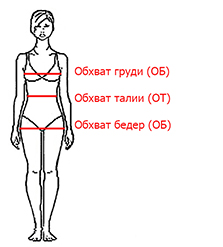 Обхват груди (ОБ)
Обхват талии (ОТ)
Обхват бедер (ОБ)